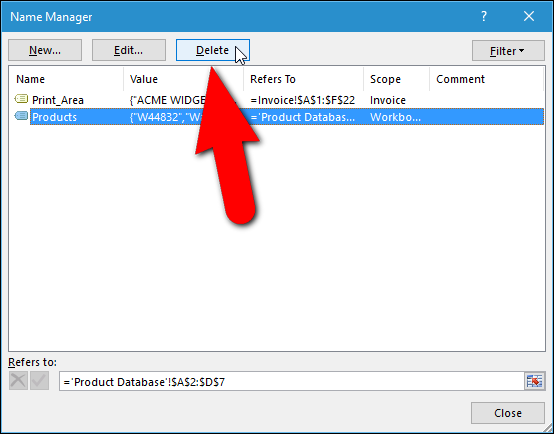 Name Manager ?
New... Edit... Delete Filter
Name Value Refers To Scope Comment
Print_Area {"ACME WIDGE... =Invoice!$A$1:$F$22 Invoice
Products {"W44832","W... ='Product Databas... Workbo...
Refers to:
='Product Database'!$A$2:$D$7
Close